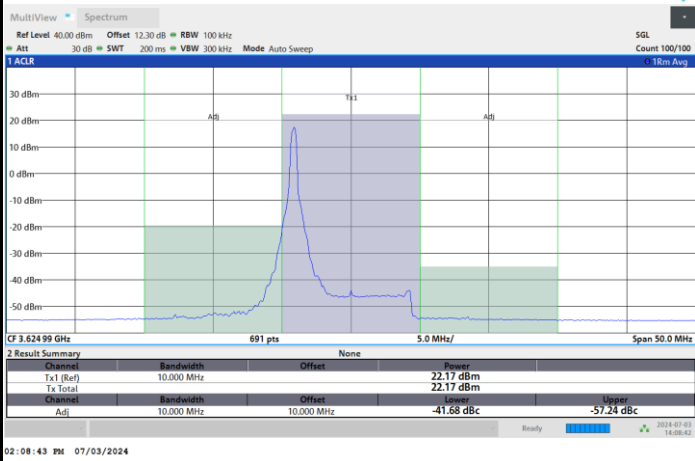 MultiView Spectrum
Ref Level 40.00 dBm Offset 12.30 dB RBW 100 kHz SGL
Att 30 dB SWT 200 ms VBW 300 kHz Mode Auto Sweep Count 100/100
1 ACLR 1Rm Avg
Tx1
30 dBm
Adj Adj
20 dBm
10 dBm
0 dBm
-10 dBm
-20 dBm
-30 dBm
-40 dBm
-50 dBm
CF 3.624 99 GHz 691 pts 5.0 MHz/ Span 50.0 MHz
2 Result Summary None
Channel Bandwidth Offset Power
Tx1 (Ref) 10.000 MHz 22.17 dBm
Tx Total 22.17 dBm
Channel Bandwidth Offset Lower Upper
Adj 10.000 MHz 10.000 MHz -41.68 dBc -57.24 dBc
Ready 2024-07-03
14:08:42
02:08:43 PM 07/03/2024